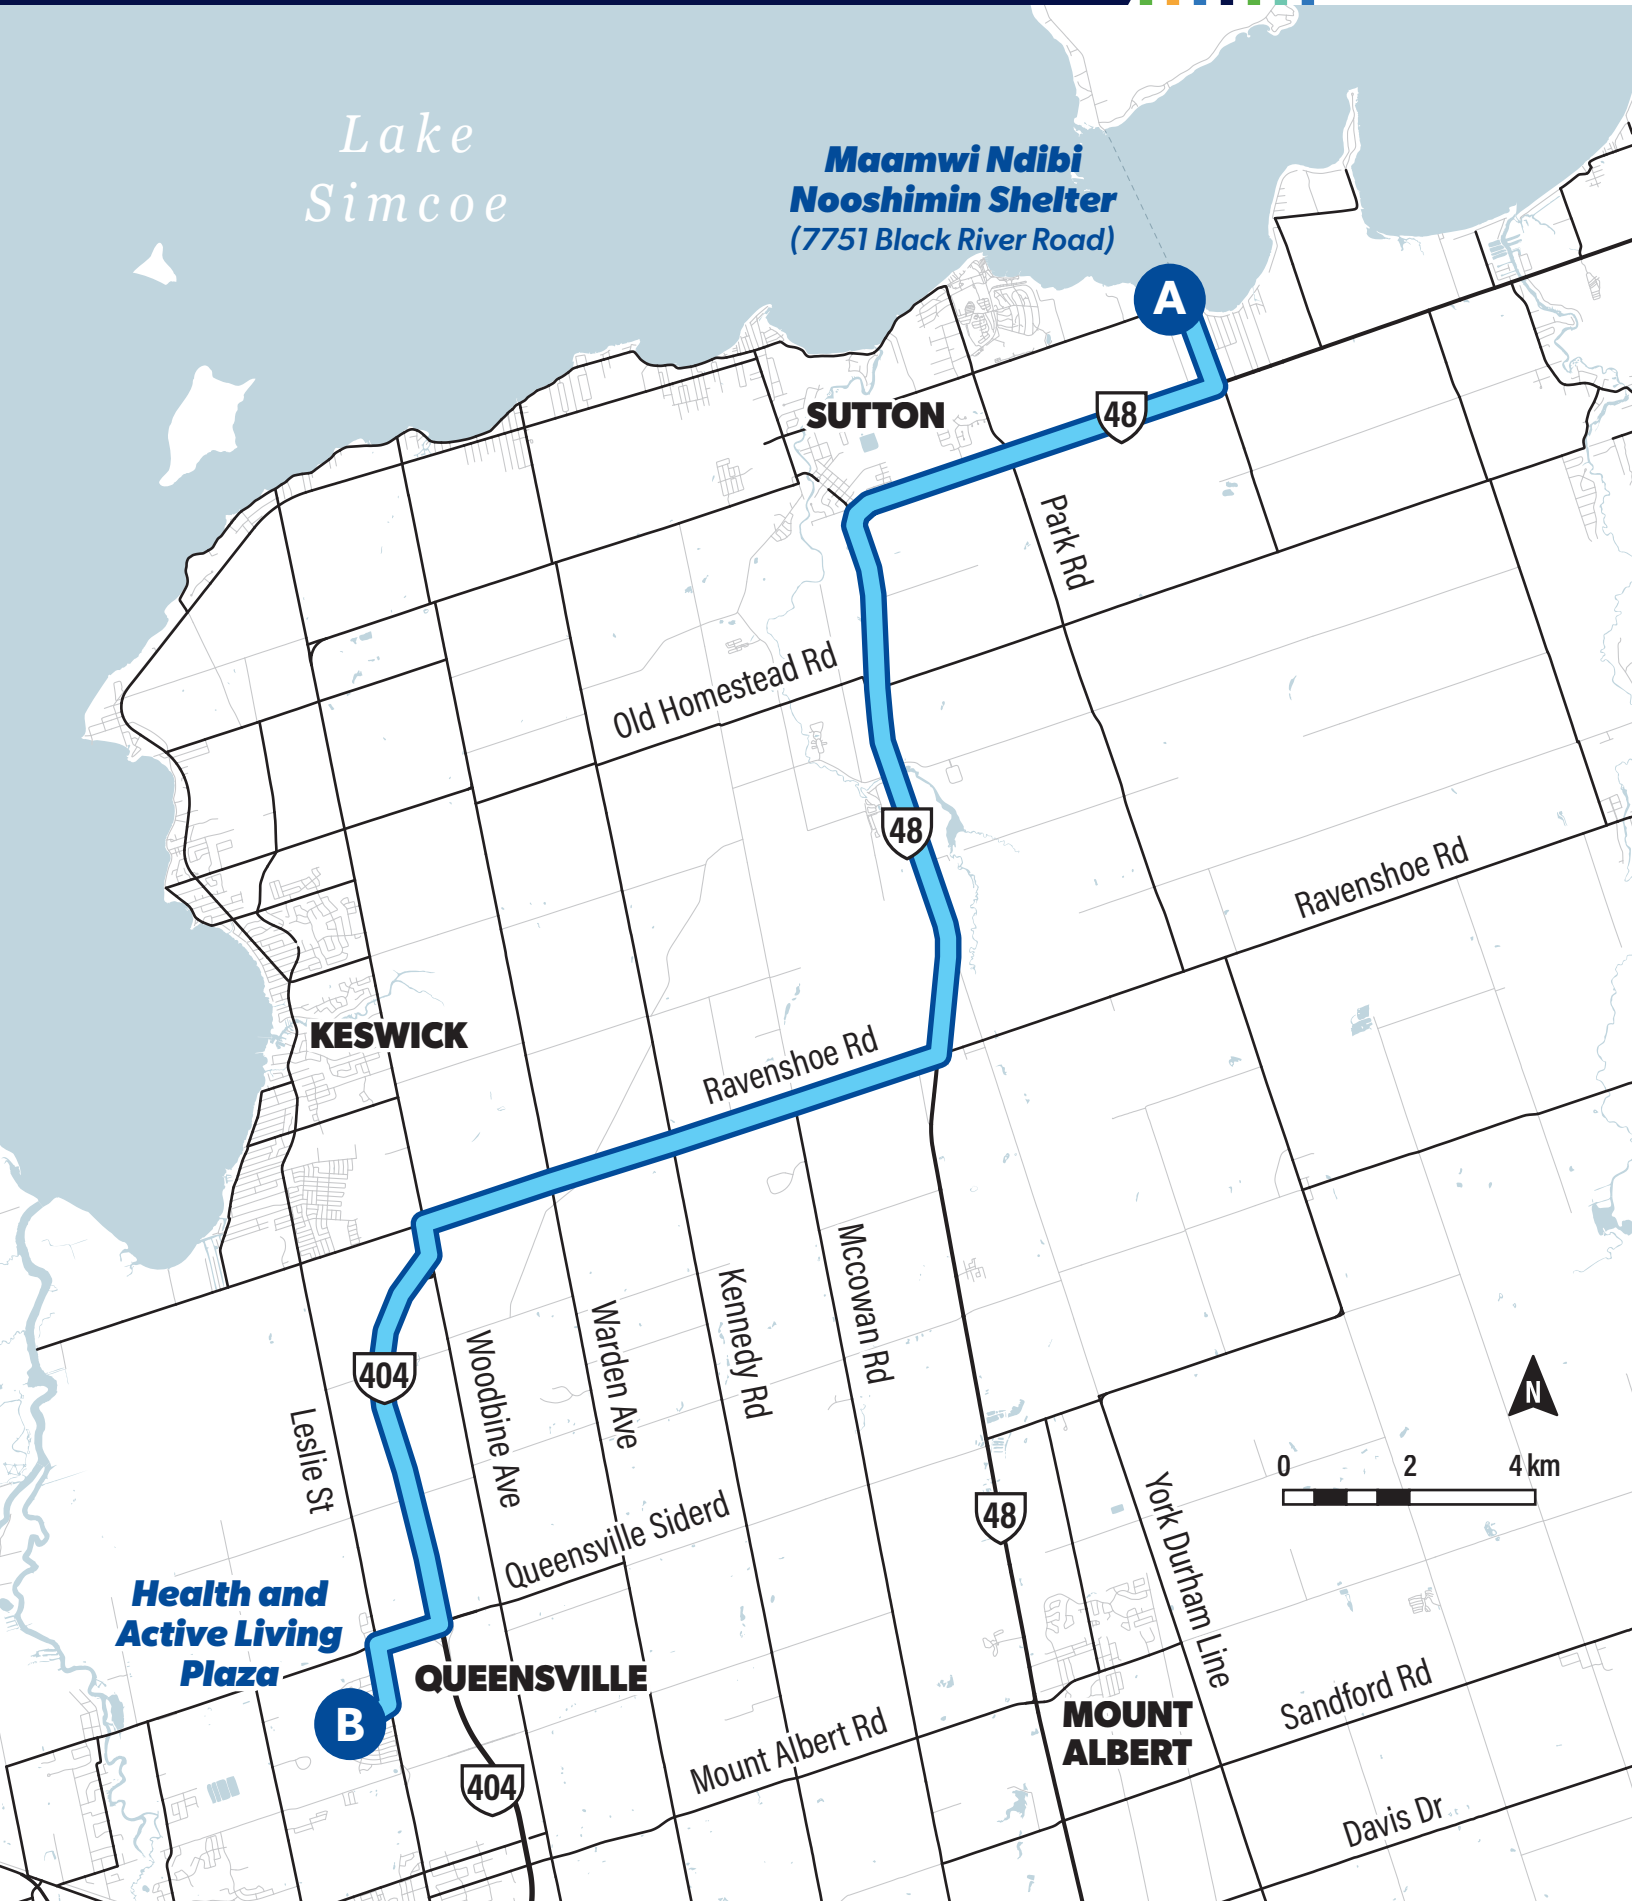 Lake
Simcoe
Maamwi Ndibi
Nooshimin Shelter
(7751 Black River Road)
A
SUTTON
48
Park Rd
Old Homestead Rd
48
Ravenshoe Rd
KESWICK
Ravenshoe Rd
Mccowan Rd
Kennedy Rd
Warden Ave
Woodbine Ave
404
Leslie St
N
0 2 4 km
York Durham Line
48
Queensville Siderd
Health and
Active Living
Plaza
B
QUEENSVILLE
MOUNT
ALBERT
Sandford Rd
Mount Albert Rd
404
Davis Dr